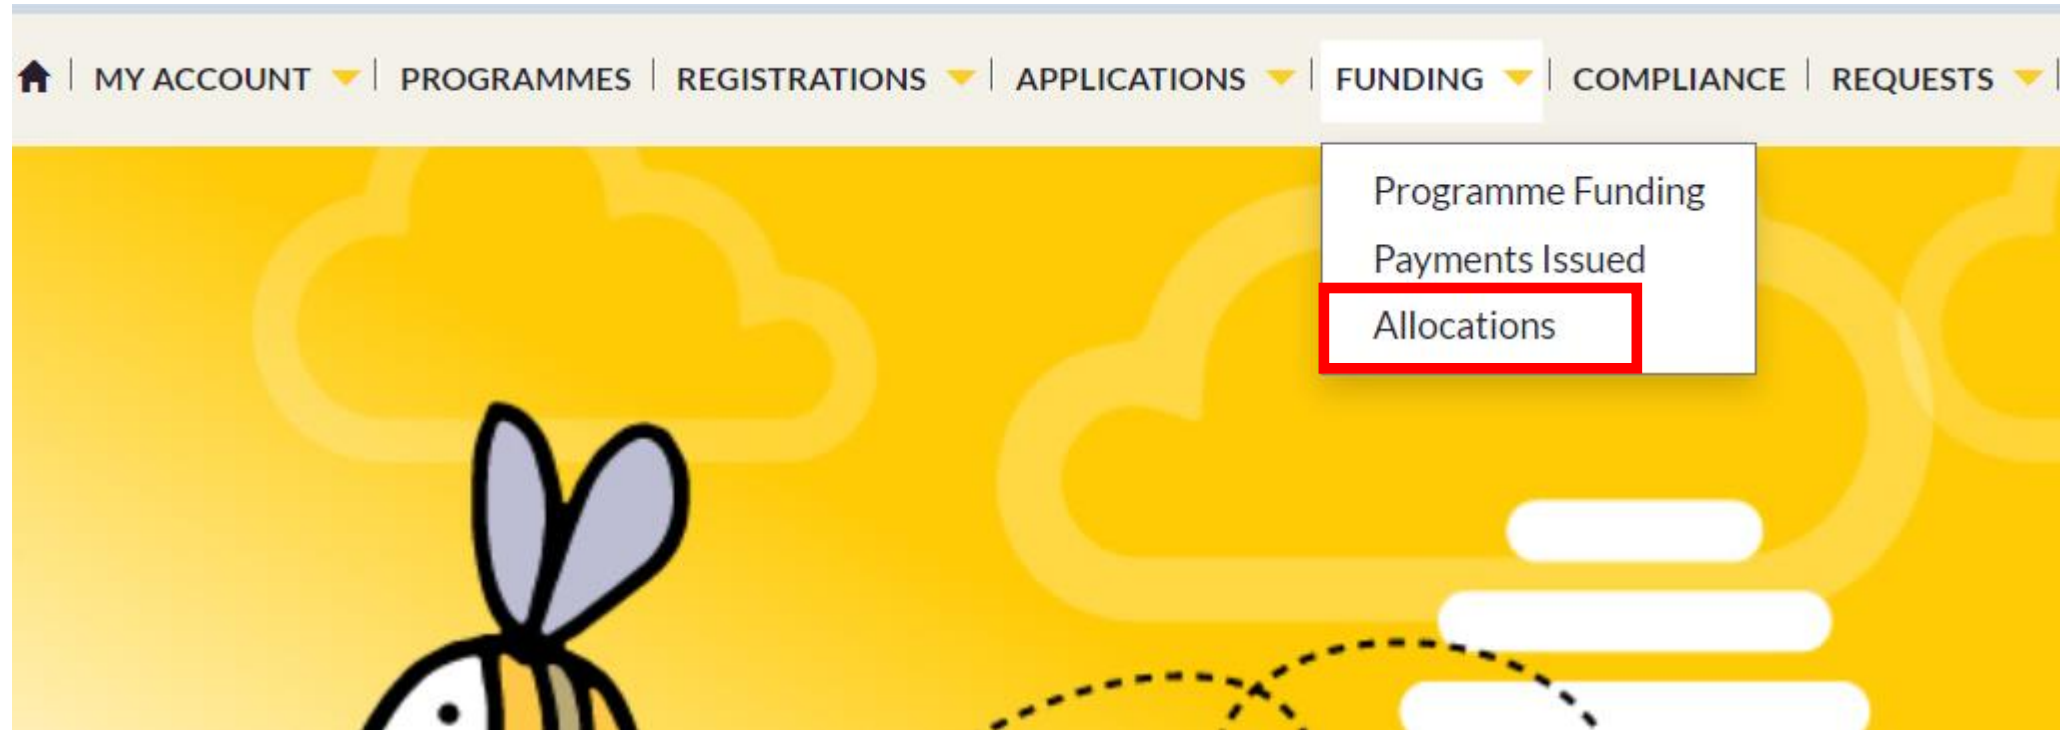 MY ACCOUNT PROGRAMMES REGISTRATIONS APPLICATIONS FUNDING COMPLIANCE REQUESTS
Programme Funding
Payments Issued
Allocations